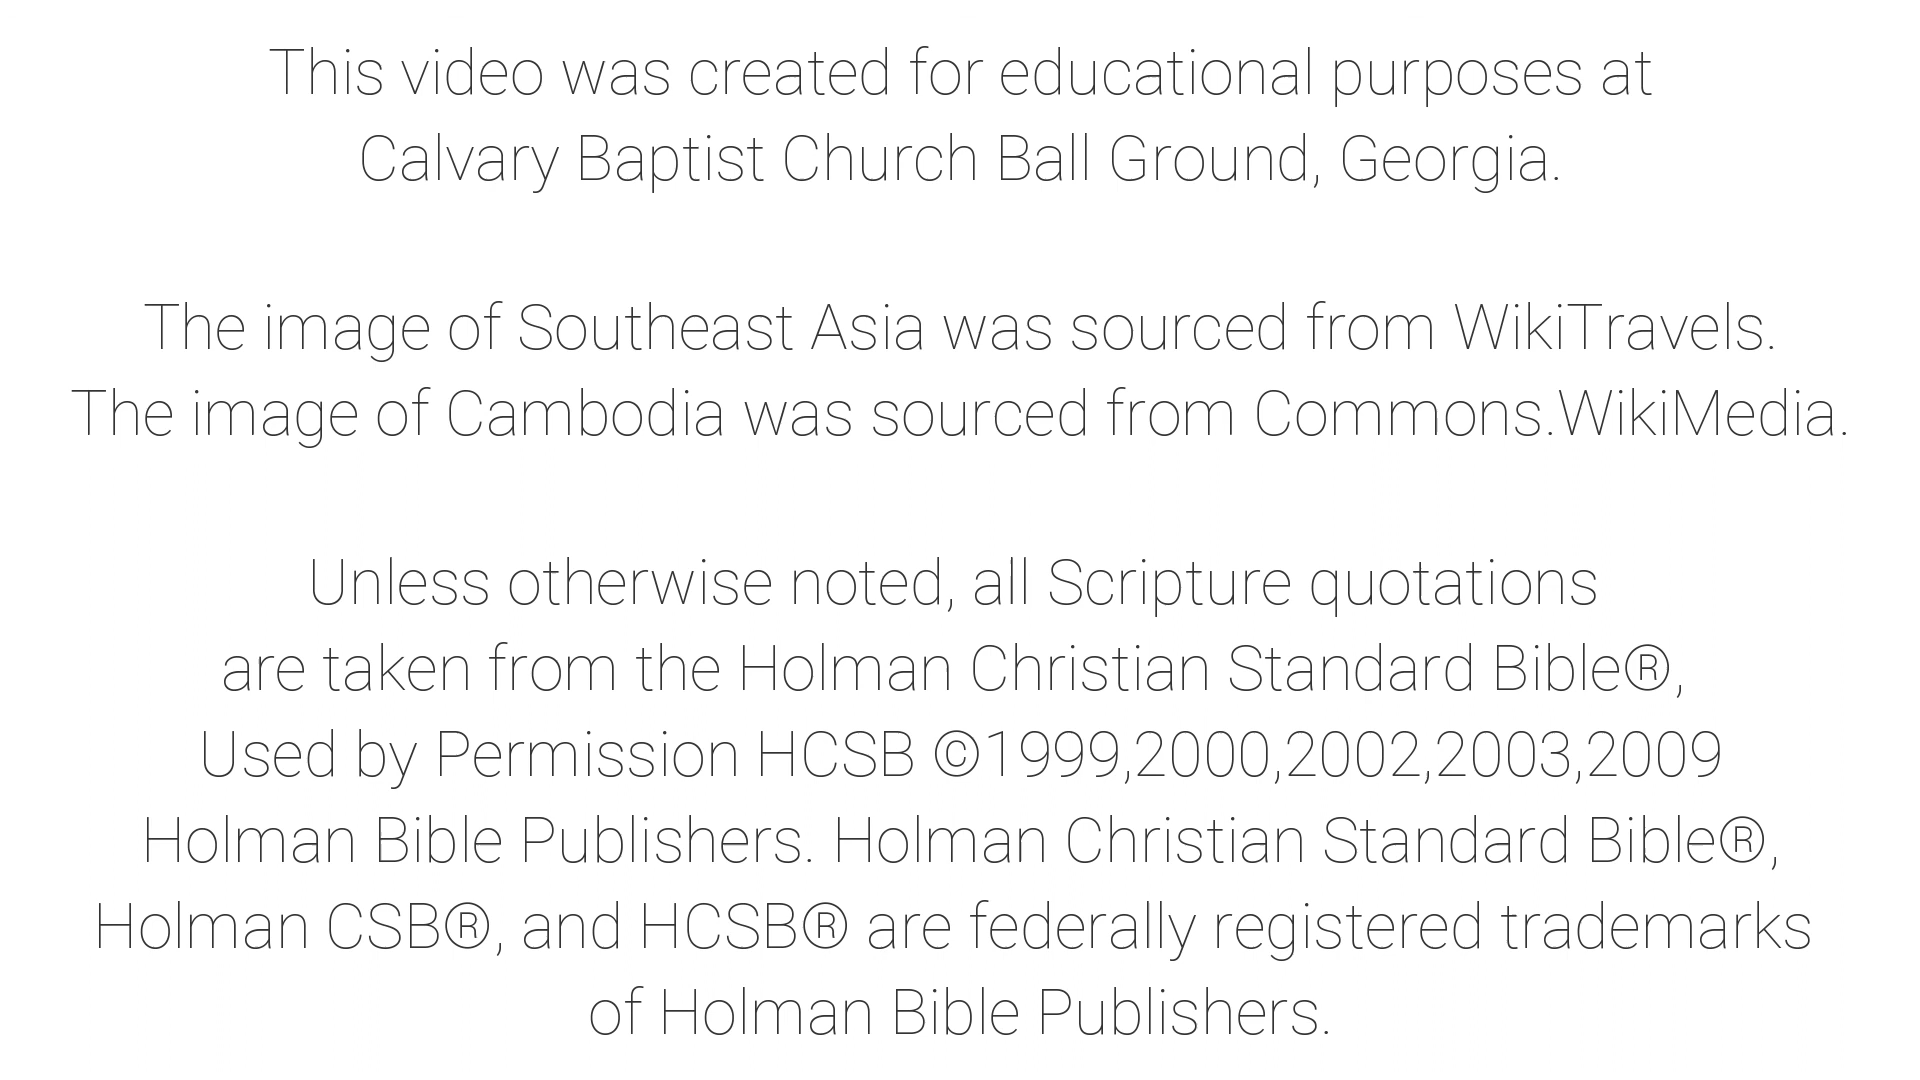 This video was created for educational purposes at
Calvary Baptist Church Ball Ground, Georgia.
The image of Southeast Asia was sourced from WikiTravels.
The image of Cambodia was sourced from Commons.WikiMedia.
Unless otherwise noted, all Scripture quotations
are taken from the Holman Christian Standard Bible®,
Used by Permission HCSB ©1999,2000,2002,2003,2009
Holman Bible Publishers. Holman Christian Standard Bible®,
Holman CSB®, and HCSB® are federally registered trademarks
of Holman Bible Publishers.